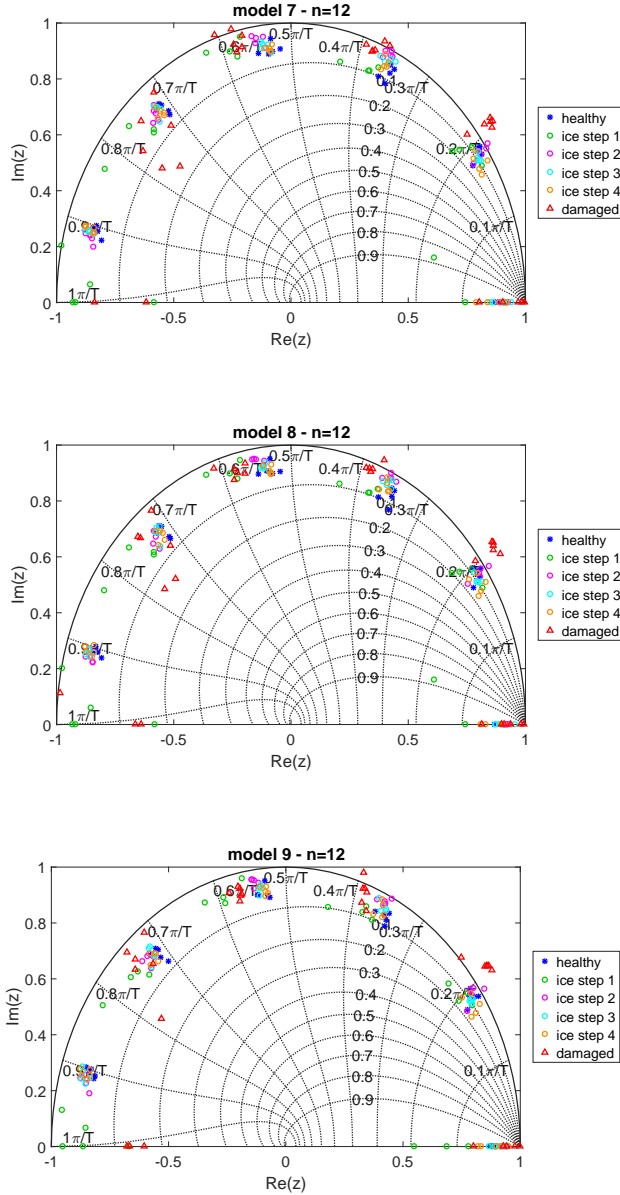 model 7 - n=12
1
0.8
0.6
0.4
0.2
0
Im(z)
0.5π/T
0.6π/T
0.4π/T
0.7π/T
0.1
0.3π/T
0.2
0.3
0.8π/T
0.4
0.2π/T
0.5
0.6
0.7
0.9π/T
0.8
0.1π/T
0.9
1π/T
-1
-0.5
0
0.5
1
Re(z)
healthy
ice step 1
ice step 2
ice step 3
ice step 4
damaged
model 8 - n=12
1
0.8
0.6
0.4
0.2
0
Im(z)
0.5π/T
0.6π/T
0.4π/T
0.7π/T
0.1
0.3π/T
0.2
0.3
0.8π/T
0.4
0.2π/T
0.5
0.6
0.7
0.9π/T
0.8
0.1π/T
0.9
1π/T
-1
-0.5
0
0.5
1
Re(z)
healthy
ice step 1
ice step 2
ice step 3
ice step 4
damaged
model 9 - n=12
1
0.8
0.6
0.4
0.2
0
Im(z)
0.5π/T
0.6π/T
0.4π/T
0.7π/T
0.1
0.3π/T
0.2
0.3
0.8π/T
0.4
0.2π/T
0.5
0.6
0.7
0.9π/T
0.8
0.1π/T
0.9
1π/T
-1
-0.5
0
0.5
1
Re(z)
healthy
ice step 1
ice step 2
ice step 3
ice step 4
damaged